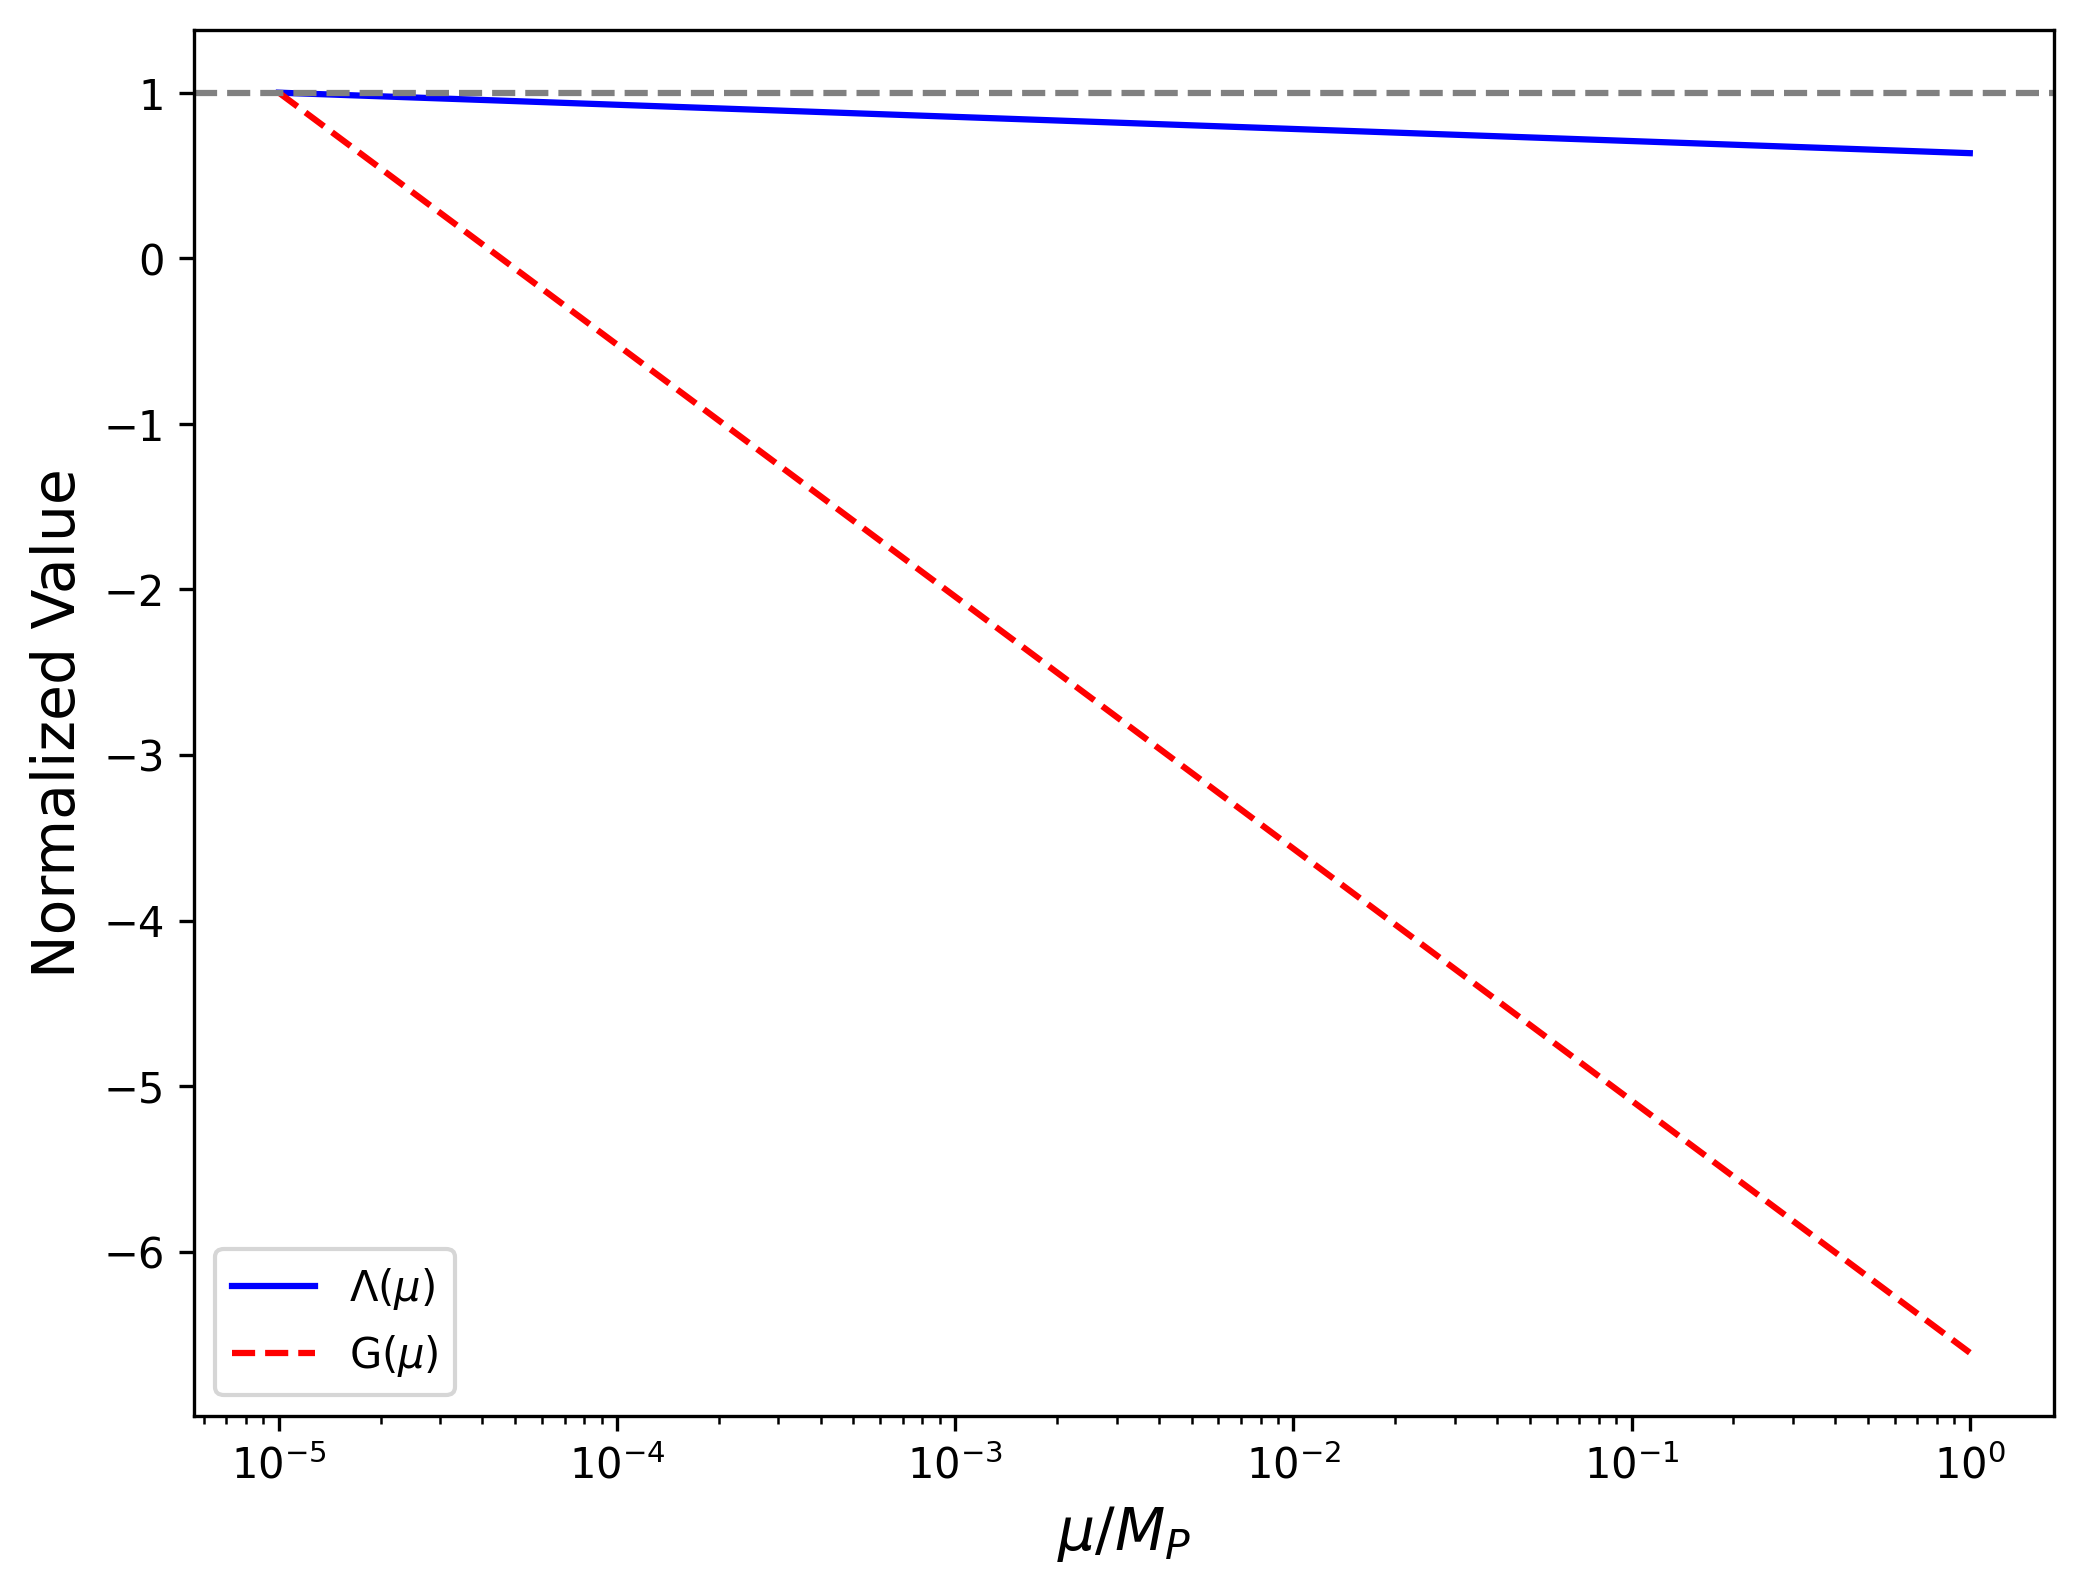 1
0
−1
−2
−3
−4
−5
−6
Normalized Value
Λ(μ)
G(μ)
10⁻⁵ 10⁻⁴ 10⁻³ 10⁻² 10⁻¹ 10⁰
μ/M_P